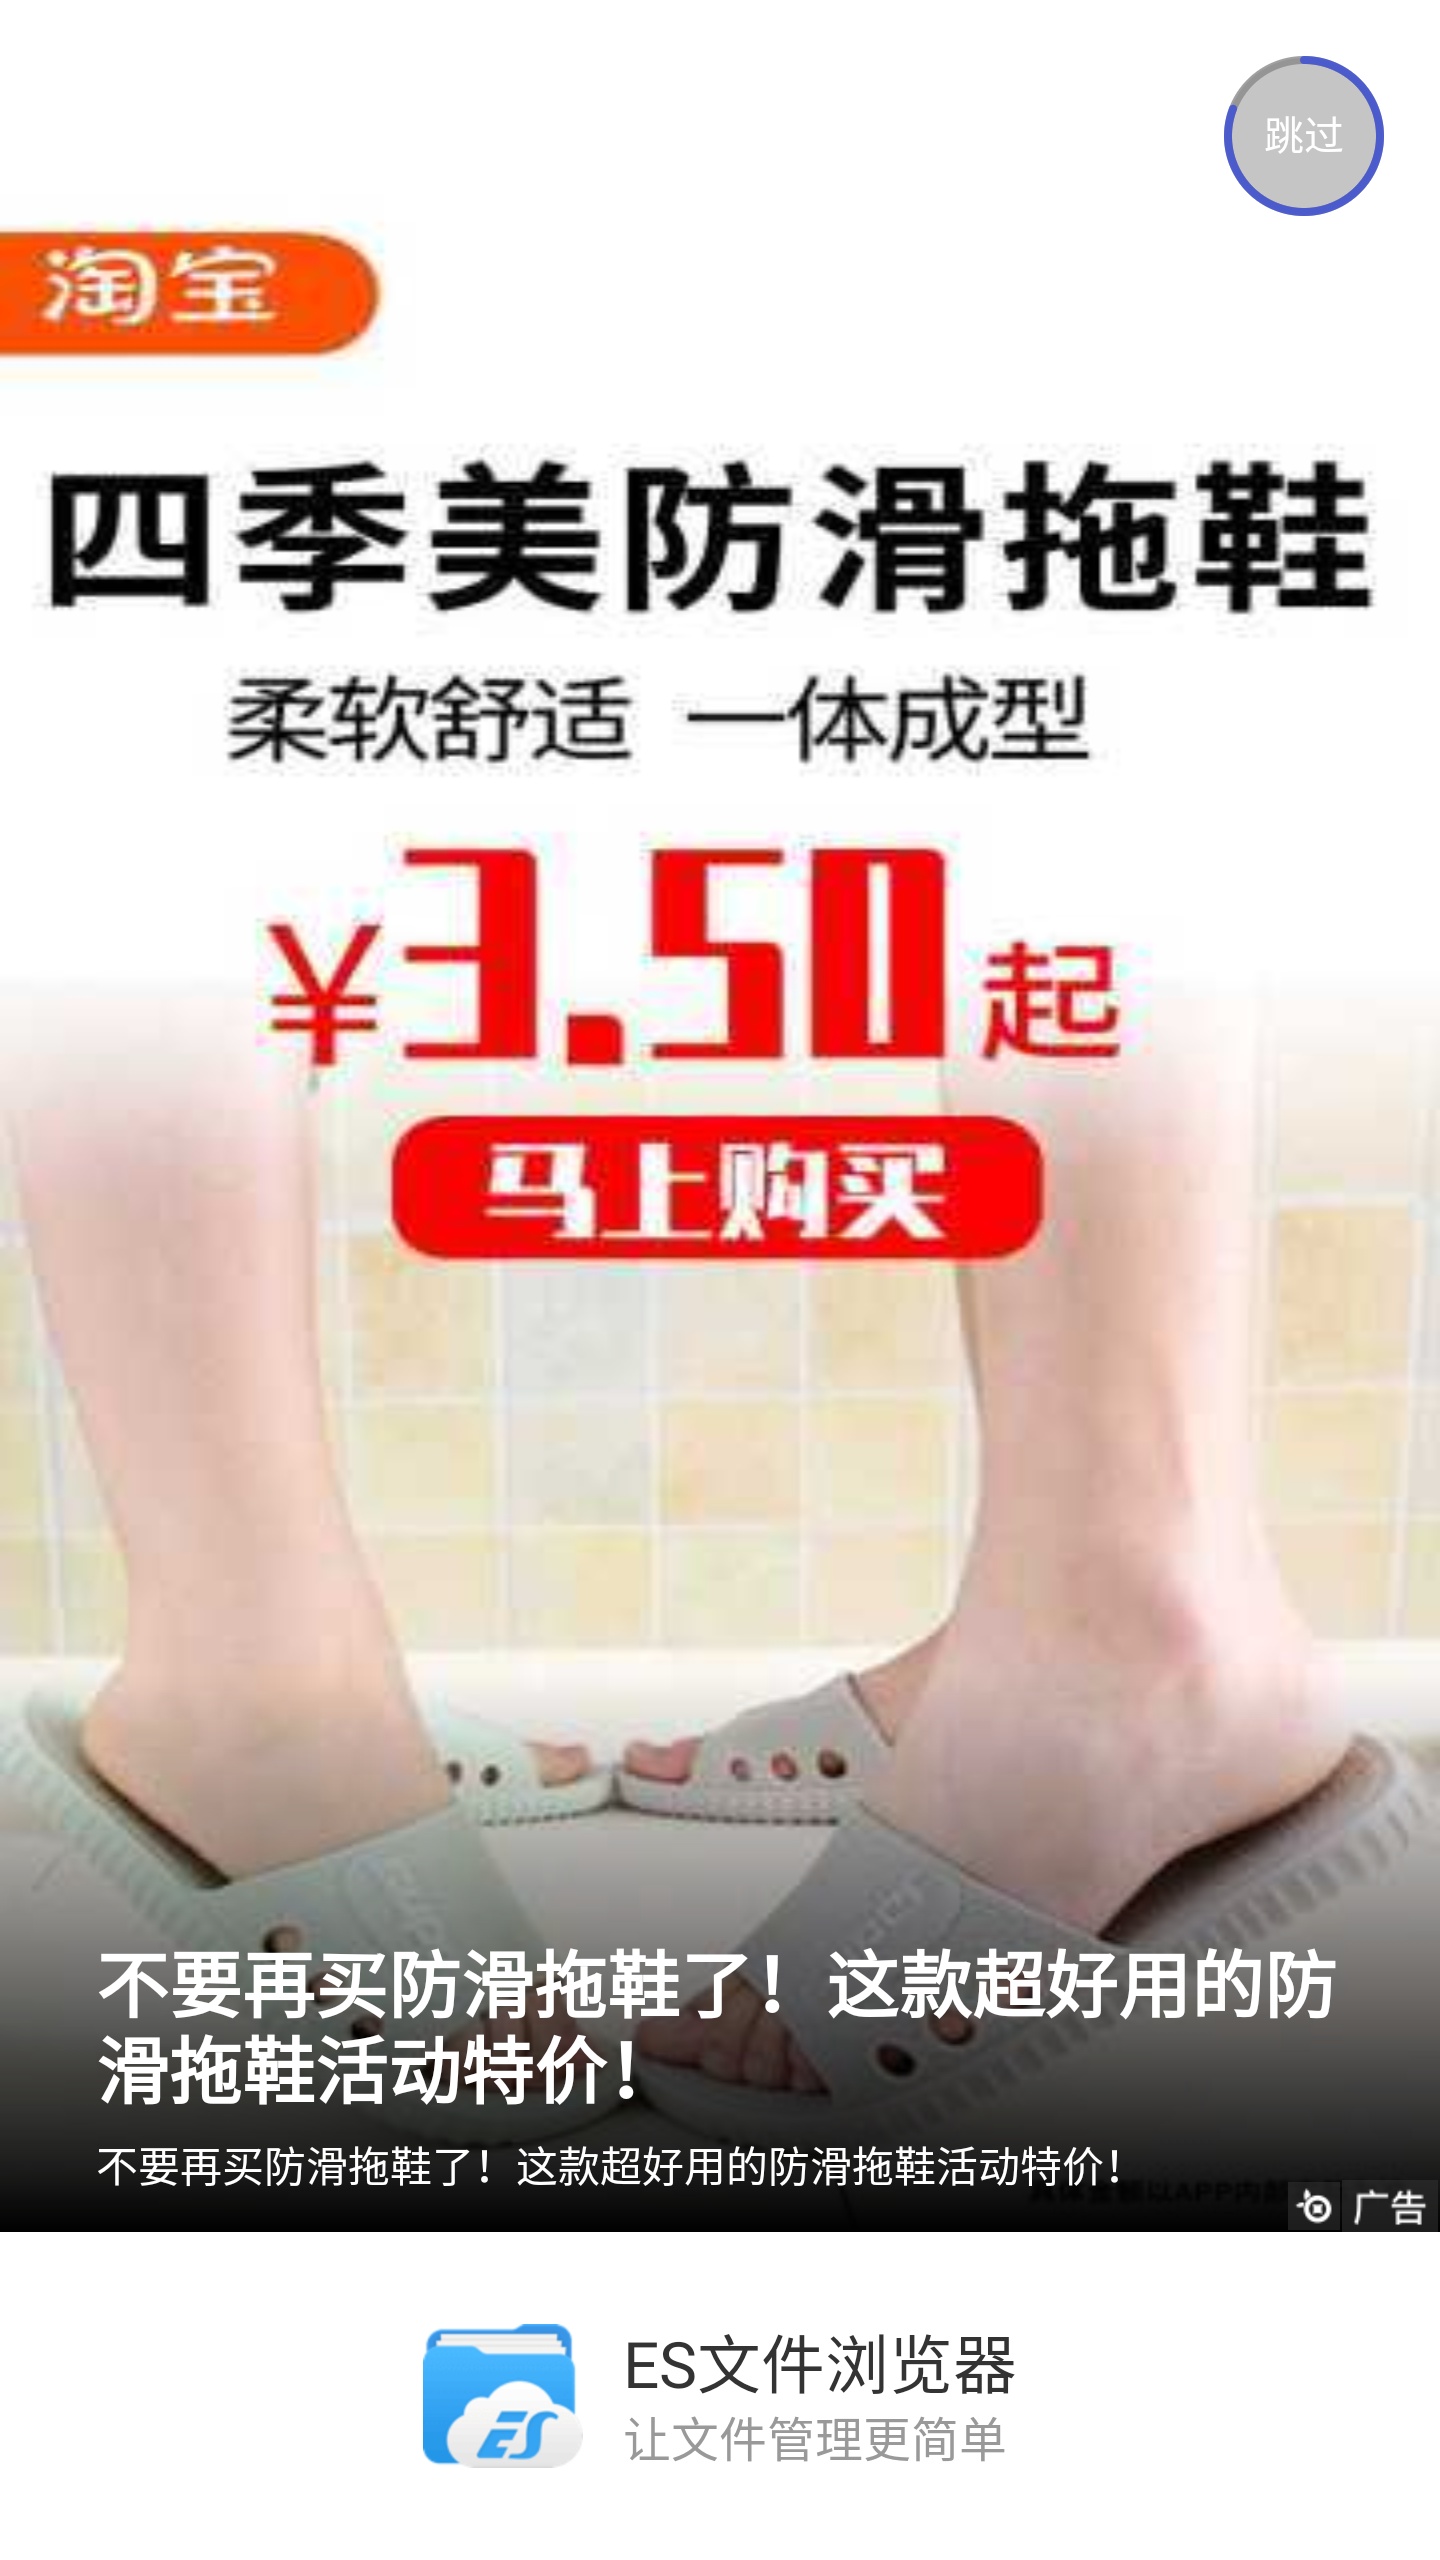 跳过
淘宝
四季美防滑拖鞋
柔软舒适 一体成型
¥3.50起
马上购买
不要再买防滑拖鞋了！这款超好用的防
滑拖鞋活动特价！
不要再买防滑拖鞋了！这款超好用的防滑拖鞋活动特价！
广告
ES文件浏览器
让文件管理更简单